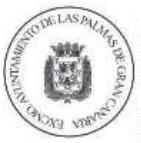 EXCMO. AYUNTAMIENTO DE LAS PALMAS DE GRAN CANARIA